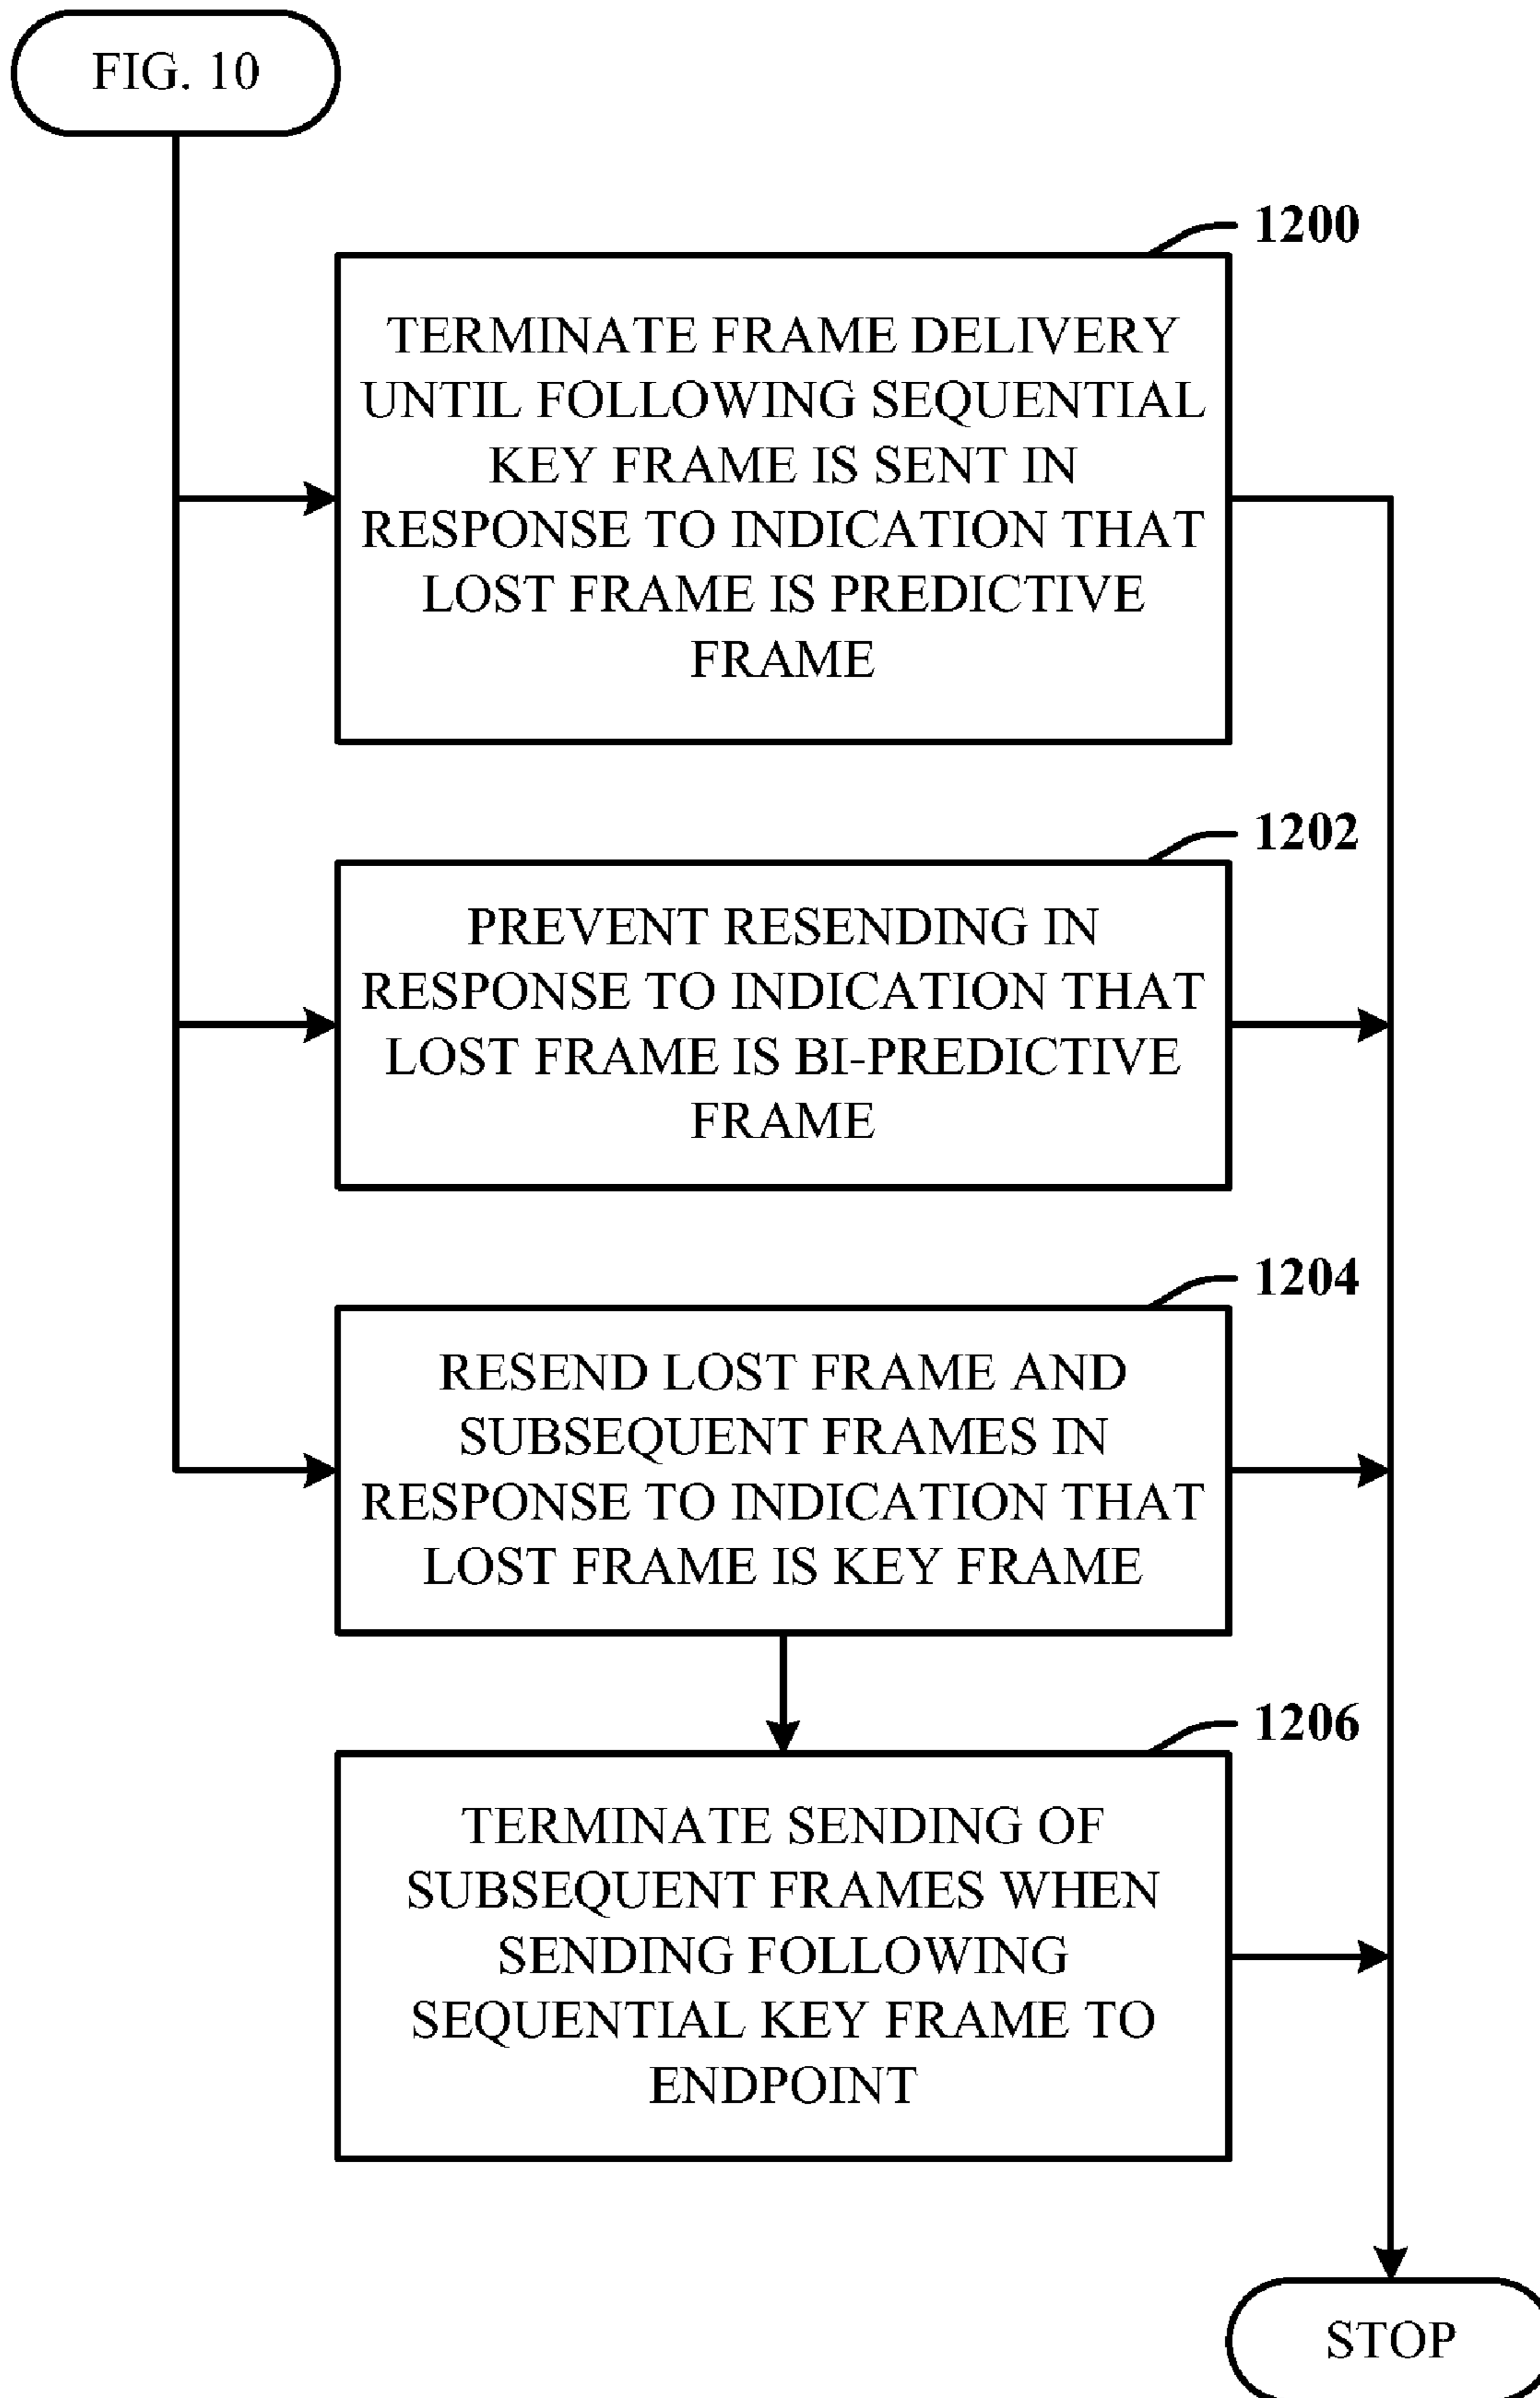 FIG. 10
1200
TERMINATE FRAME DELIVERY
UNTIL FOLLOWING SEQUENTIAL
KEY FRAME IS SENT IN
RESPONSE TO INDICATION THAT
LOST FRAME IS PREDICTIVE
FRAME
1202
PREVENT RESENDING IN
RESPONSE TO INDICATION THAT
LOST FRAME IS BI-PREDICTIVE
FRAME
1204
RESEND LOST FRAME AND
SUBSEQUENT FRAMES IN
RESPONSE TO INDICATION THAT
LOST FRAME IS KEY FRAME
1206
TERMINATE SENDING OF
SUBSEQUENT FRAMES WHEN
SENDING FOLLOWING
SEQUENTIAL KEY FRAME TO
ENDPOINT
STOP